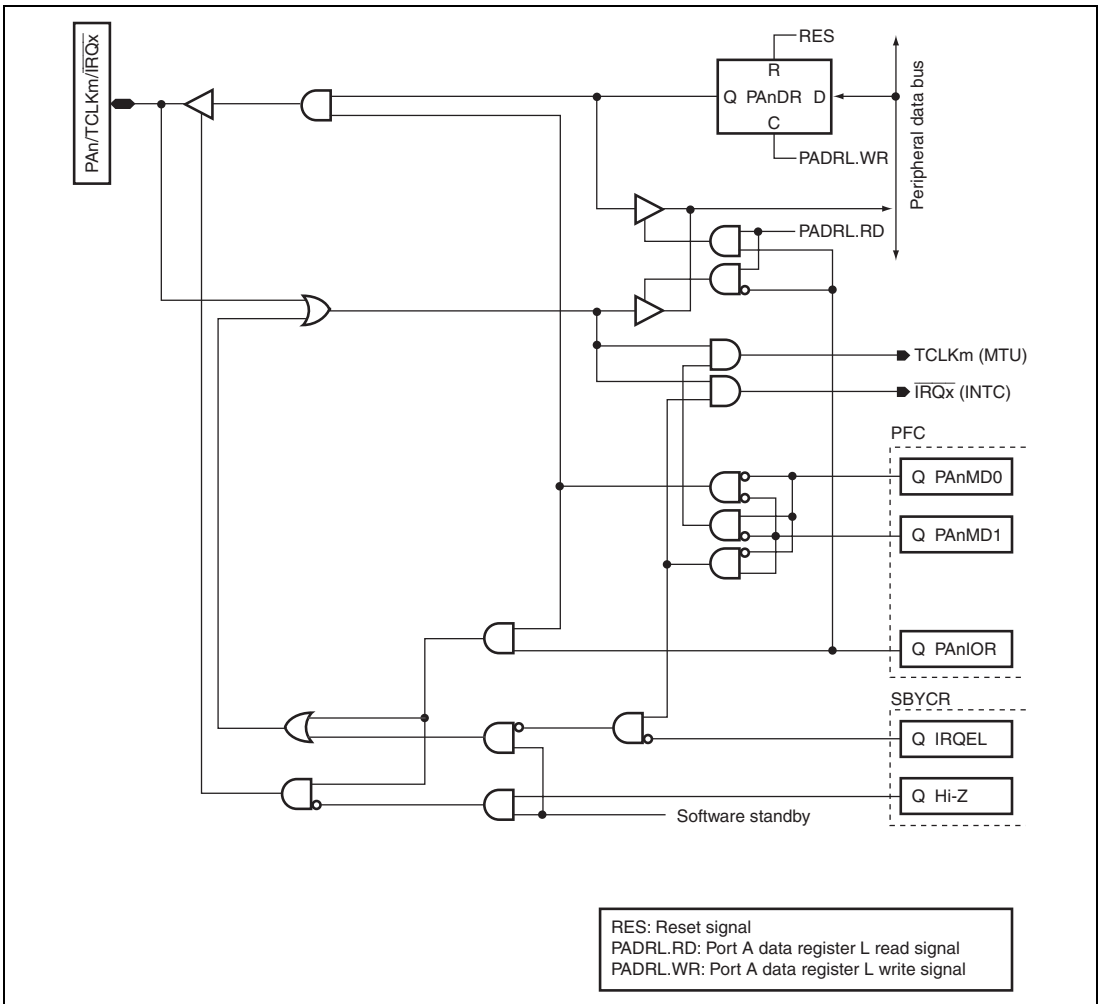 PAn/TCLKm/IRQx
RES
R
Q PAnDR D
C
PADRL.WR
Peripheral data bus
PADRL.RD
TCLKm (MTU)
IRQx (INTC)
PFC
Q PAnMD0
Q PAnMD1
Q PAnIOR
SBYCR
Q IRQEL
Q Hi-Z
Software standby
RES: Reset signal
PADRL.RD: Port A data register L read signal
PADRL.WR: Port A data register L write signal